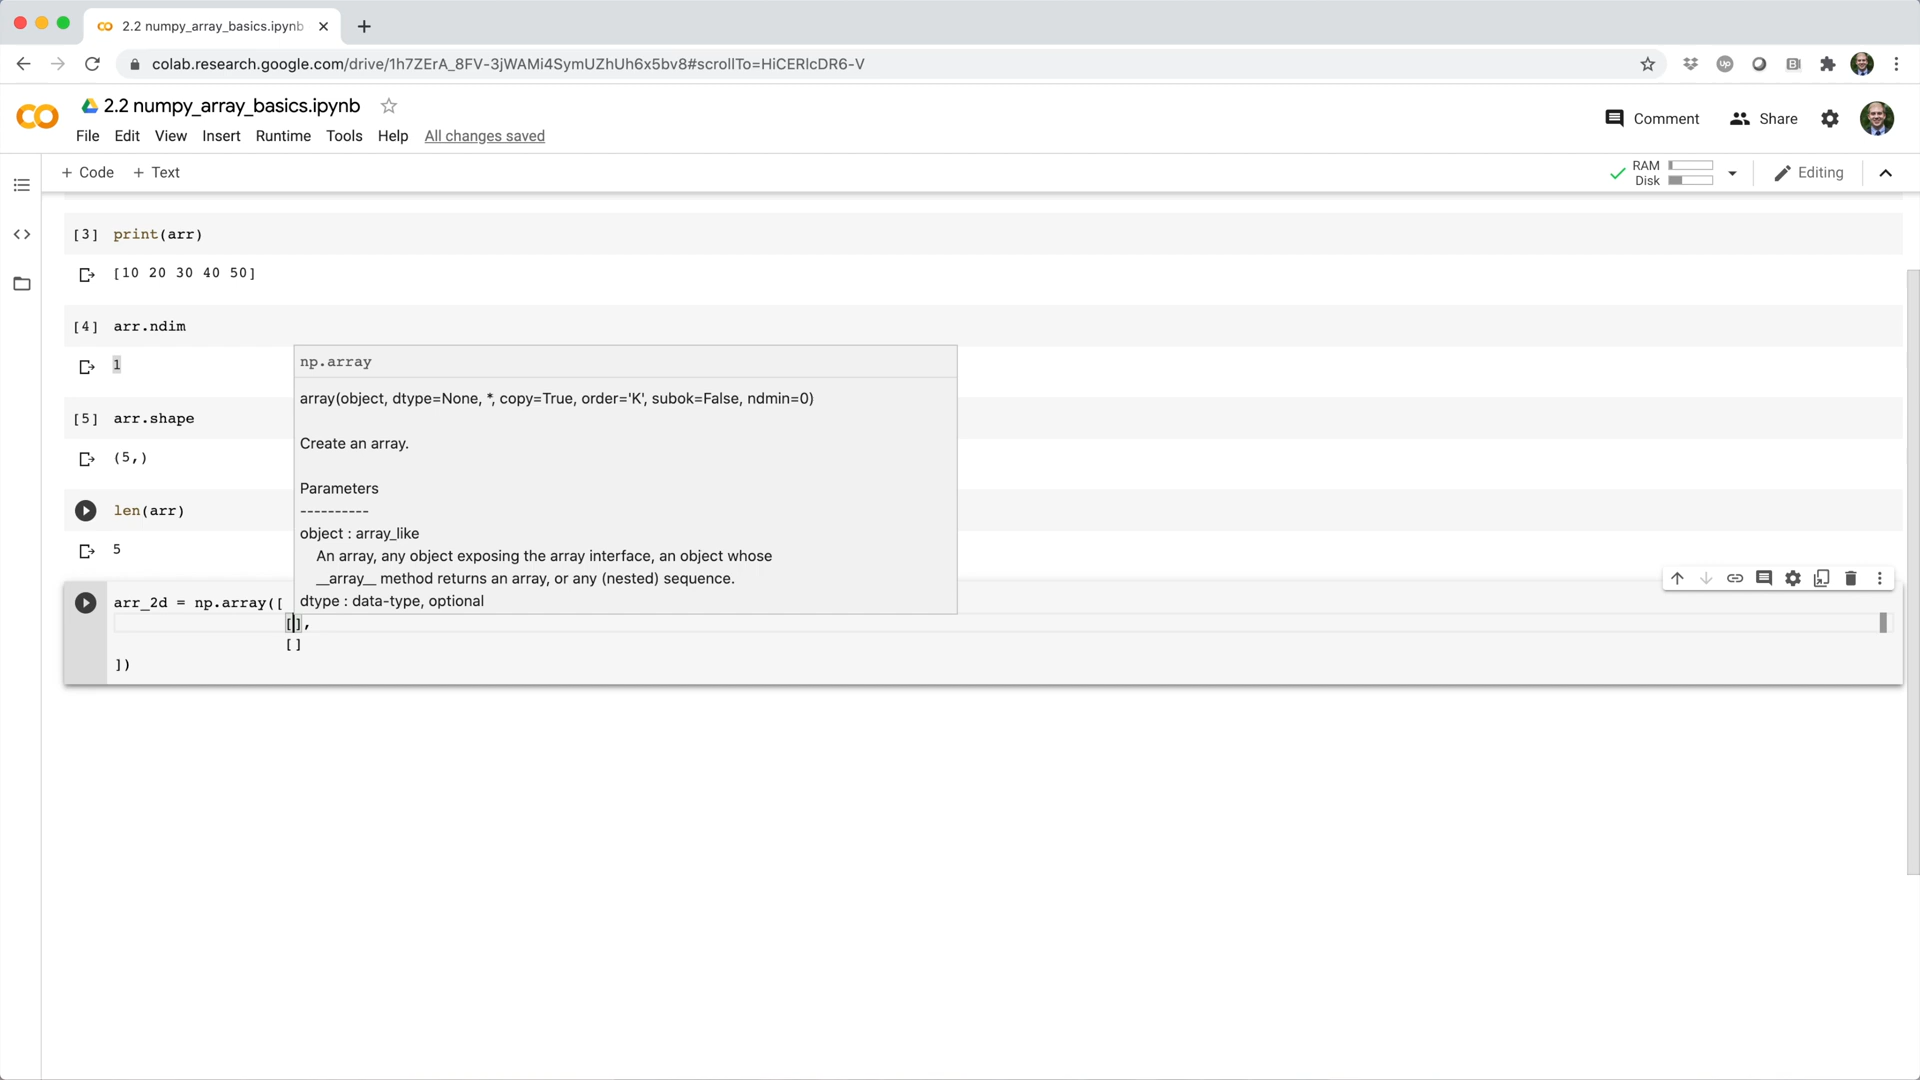 2.2 numpy_array_basics.ipynb
colab.research.google.com/drive/1h7ZErA_8FV-3jWAMi4SymUZhUh6x5bv8#scrollTo=HiCERlcDR6-V
2.2 numpy_array_basics.ipynb
Comment Share
File Edit View Insert Runtime Tools Help All changes saved
+ Code + Text
RAM
Disk
Editing
[3] print(arr)
[10 20 30 40 50]
[4] arr.ndim
1
[5] arr.shape
(5,)
len(arr)
5
np.array
array(object, dtype=None, *, copy=True, order='K', subok=False, ndmin=0)
Create an array.
Parameters
----------
object : array_like
An array, any object exposing the array interface, an object whose
__array__ method returns an array, or any (nested) sequence.
dtype : data-type, optional
arr_2d = np.array([
[],
[]
])